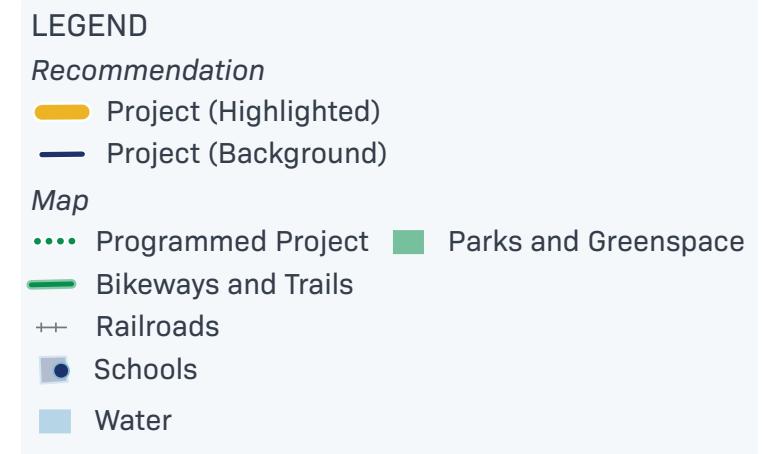 LEGEND
Recommendation
Project (Highlighted)
Project (Background)
Map
Programmed Project Parks and Greenspace
Bikeways and Trails
Railroads
Schools
Water